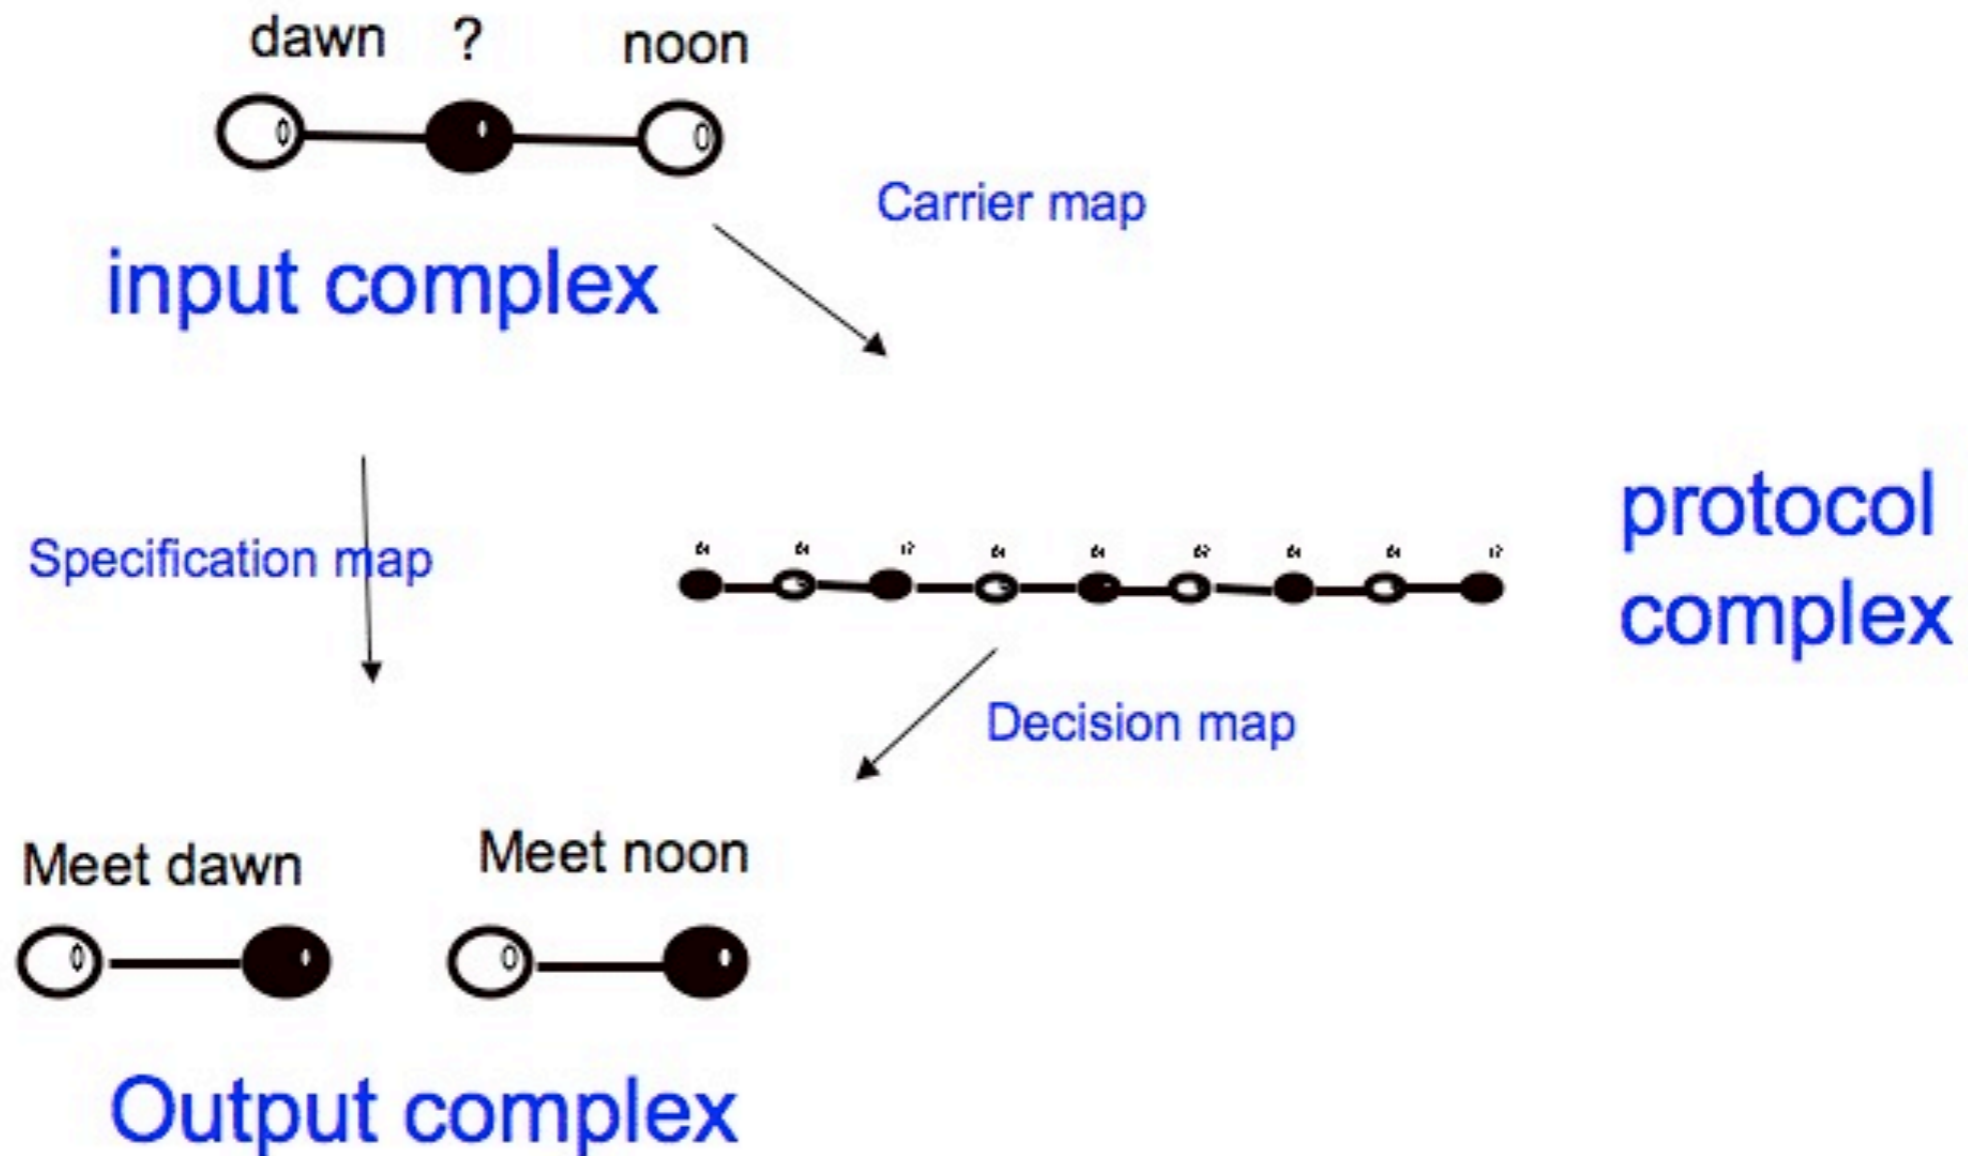 dawn ? noon
Carrier map
input complex
Specification map
protocol
complex
Decision map
Meet dawn
Meet noon
Output complex